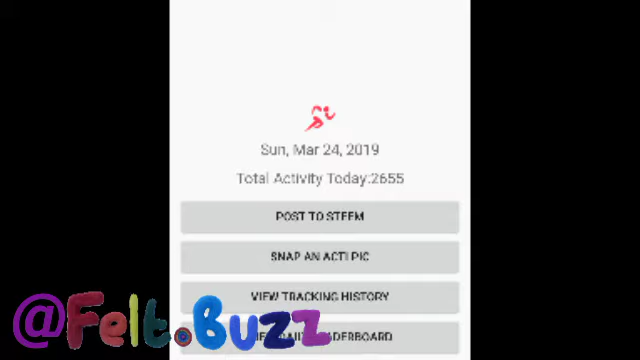 Sun, Mar 24, 2019
Total Activity Today:2655
POST TO STEEM
SNAP AN ACTI PIC
VIEW TRACKING HISTORY
@Felt.Buzz